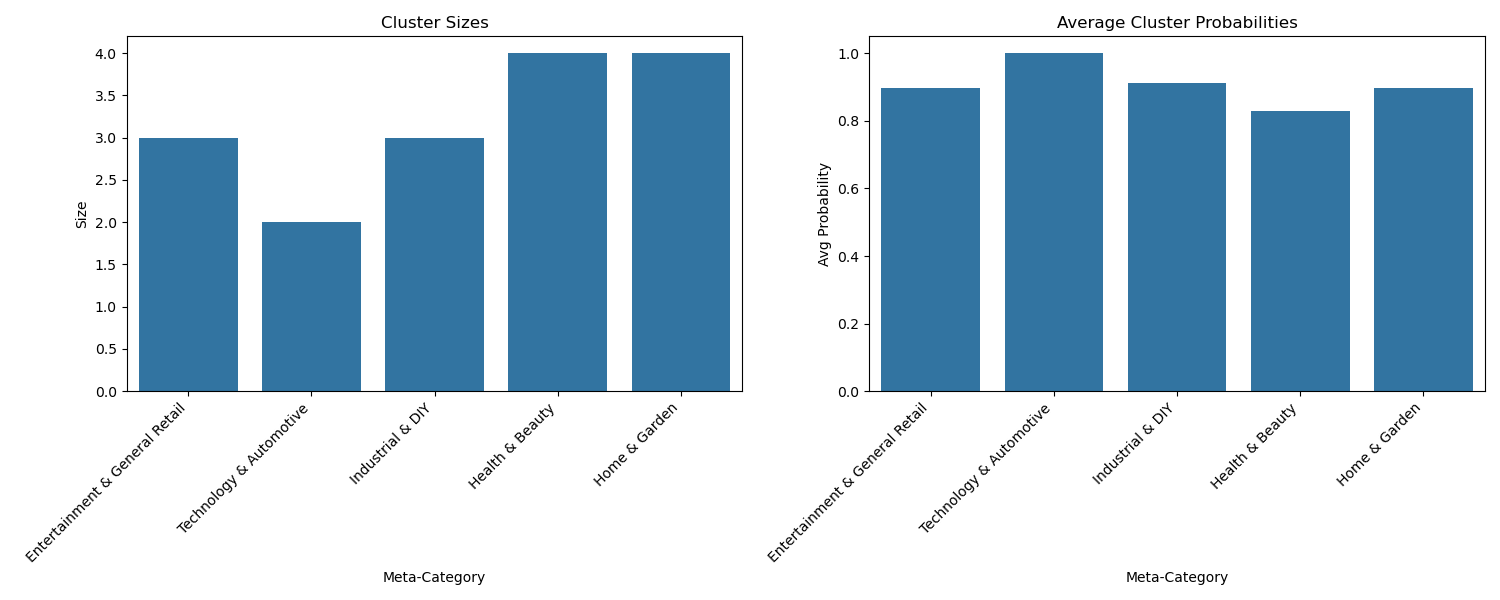 Cluster Sizes
Size
4.0
3.5
3.0
2.5
2.0
1.5
1.0
0.5
0.0
Entertainment & General Retail
Technology & Automotive
Industrial & DIY
Health & Beauty
Home & Garden
Meta-Category
Average Cluster Probabilities
Avg Probability
1.0
0.8
0.6
0.4
0.2
0.0
Entertainment & General Retail
Technology & Automotive
Industrial & DIY
Health & Beauty
Home & Garden
Meta-Category